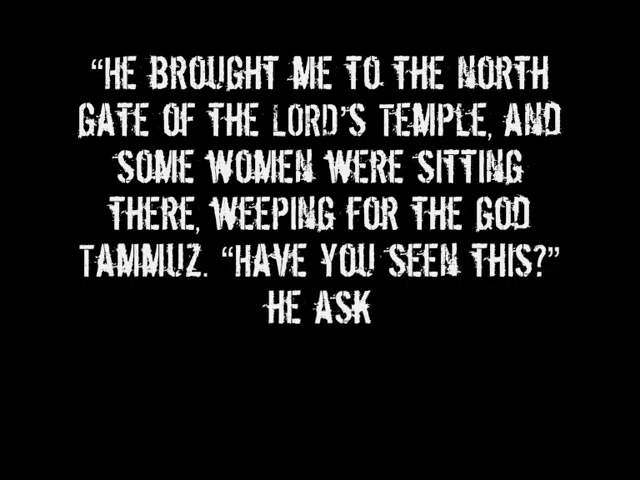 “HE BROUGHT ME TO THE NORTH
GATE OF THE LORD’S TEMPLE, AND
SOME WOMEN WERE SITTING
THERE, WEEPING FOR THE GOD
TAMMUZ. “HAVE YOU SEEN THIS?”
HE ASK